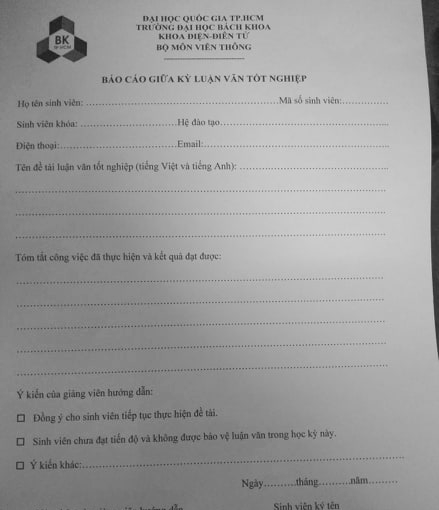 BK
TP.HCM
ĐẠI HỌC QUỐC GIA TP.HCM
TRƯỜNG ĐẠI HỌC BÁCH KHOA
KHOA ĐIỆN-ĐIỆN TỬ
BỘ MÔN VIỄN THÔNG
BÁO CÁO GIỮA KỲ LUẬN VĂN TỐT NGHIỆP
Họ tên sinh viên: ........................................ Mã số sinh viên:...............
Sinh viên khóa: .........................Hệ đào tạo...........................................
Điện thoại:..............................Email:...............................................
Tên đề tài luận văn tốt nghiệp (tiếng Việt và tiếng Anh): ....................................
Tóm tắt công việc đã thực hiện và kết quả đạt được:
Ý kiến của giảng viên hướng dẫn:
☐ Đồng ý cho sinh viên tiếp tục thực hiện đề tài.
☐ Sinh viên chưa đạt tiến độ và không được bảo vệ luận văn trong học kỳ này.
☐ Ý kiến khác:....................................................................................
Ngày..........tháng..........năm.........
hướng dẫn Sinh viên ký tên